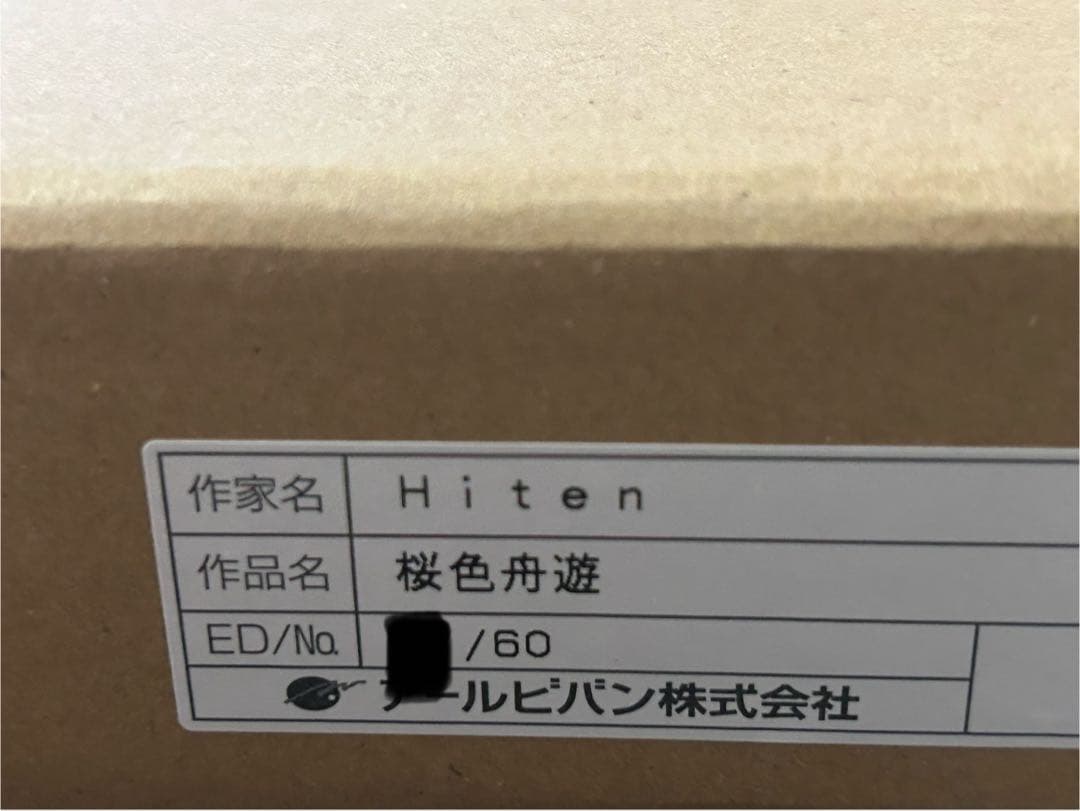 作家名 Hiten
作品名 桜色舟遊
ED/No. /60
アールビバン株式会社